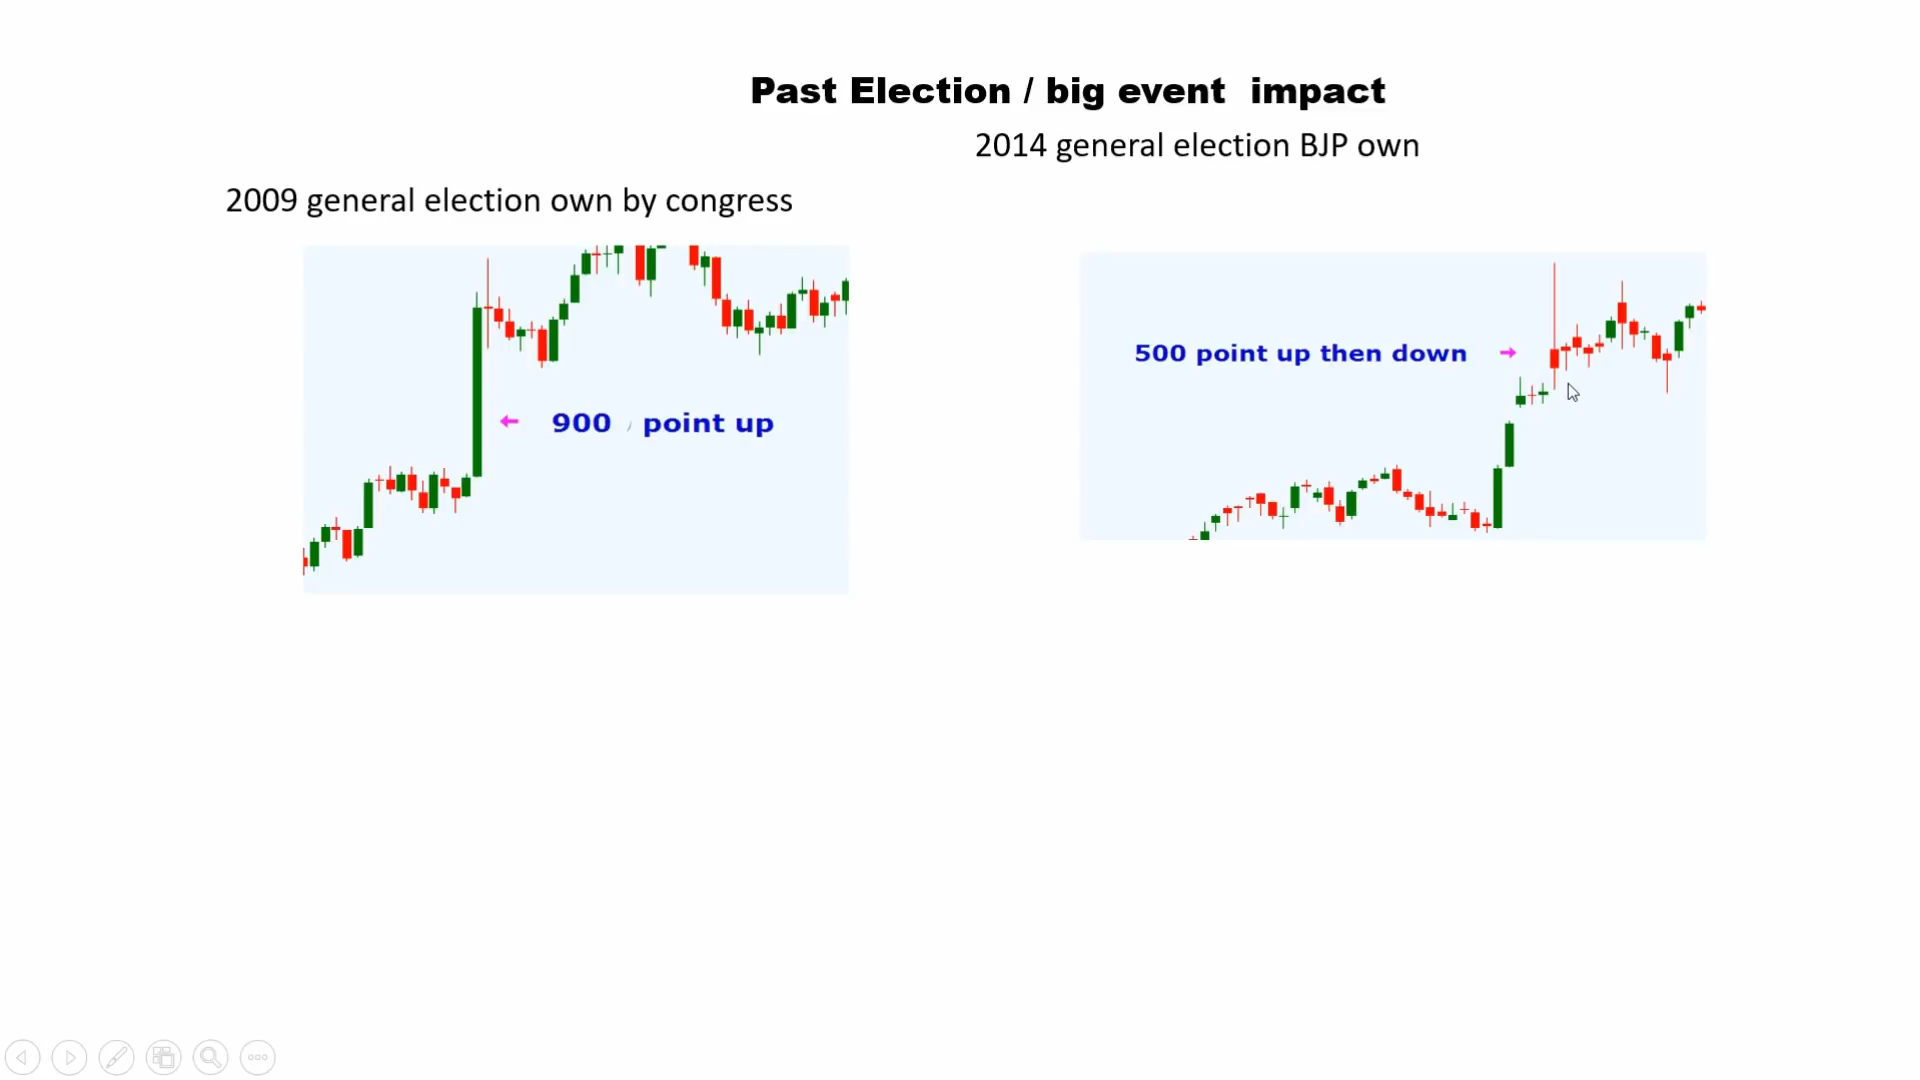 Past Election / big event  impact
2014 general election BJP own
2009 general election own by congress
500 point up then down
900 point up